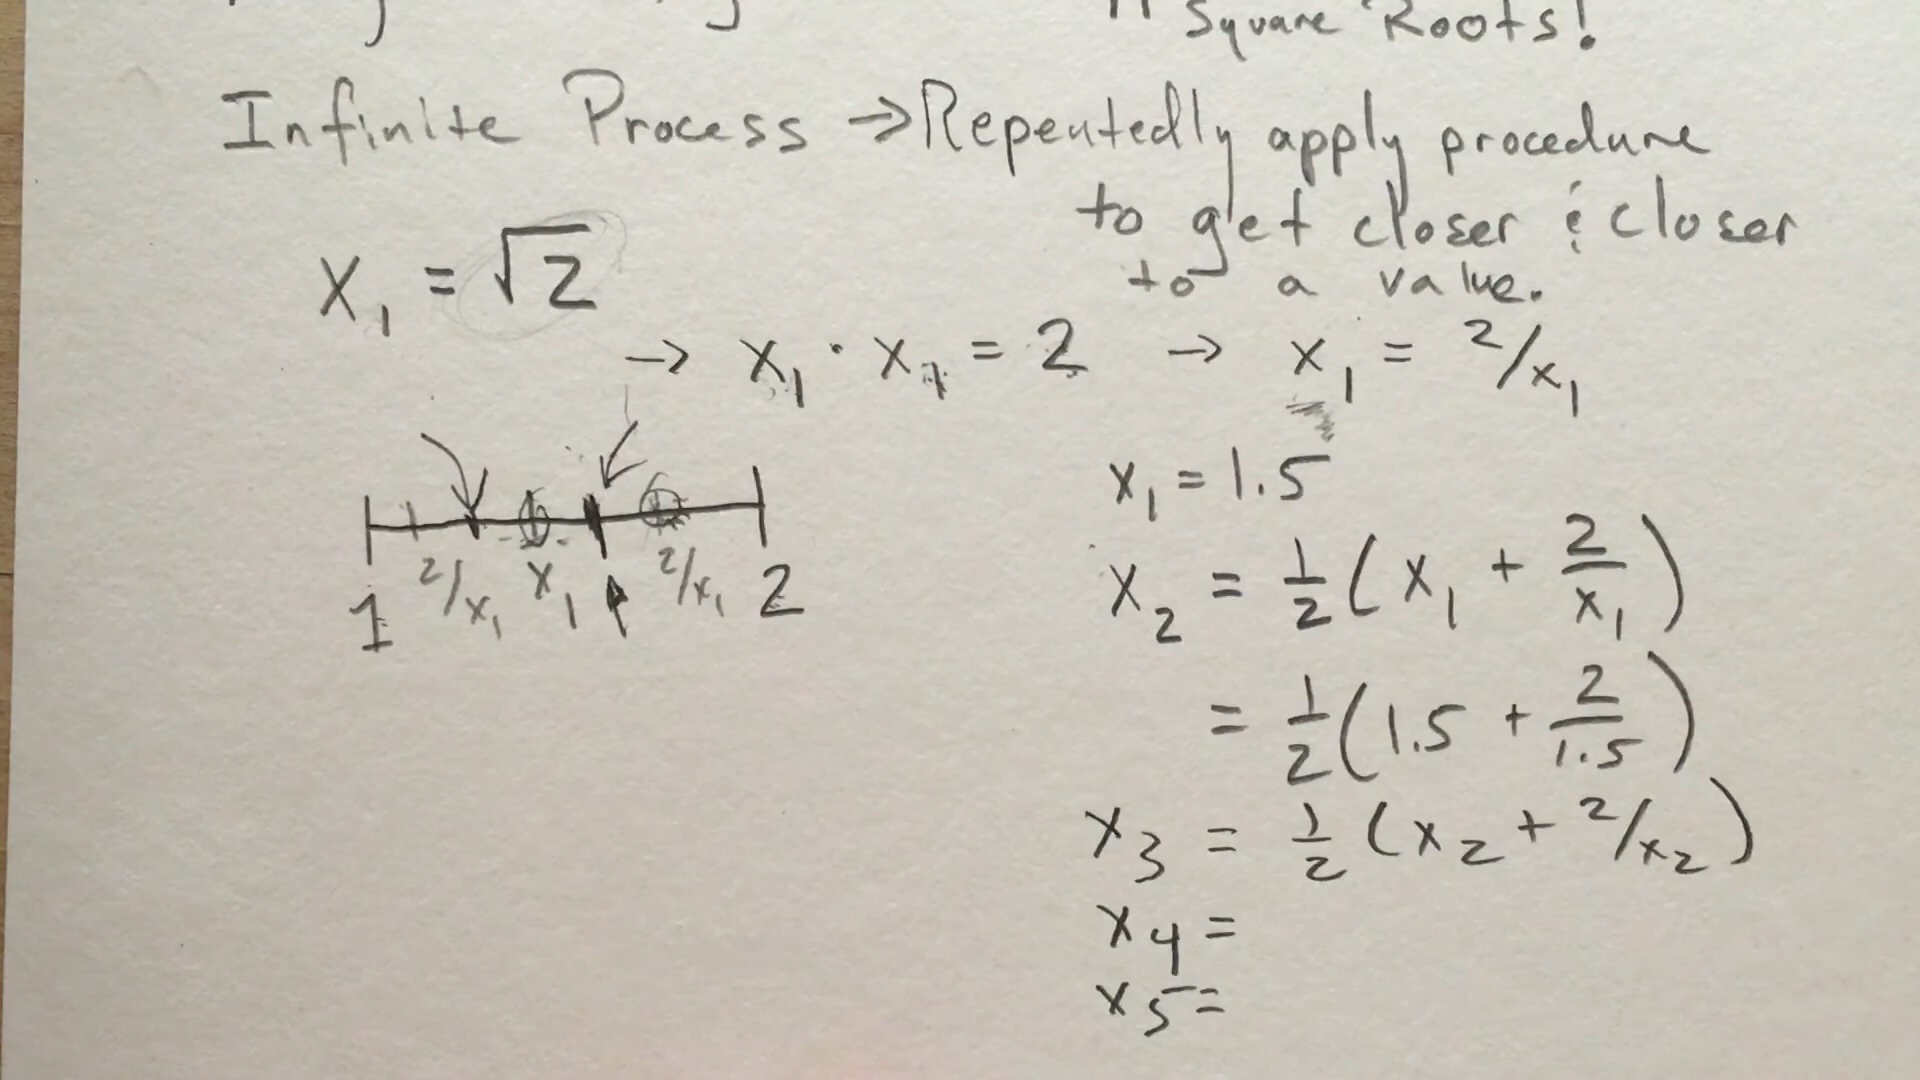 Square Roots!
Infinite Process → Repeatedly apply procedure
to get closer & closer
to a value.
x₁ = √2
→ x₁ · x₁ = 2 → x₁ = 2/x₁
1 2/x₁ x₁ 2/x₁ 2
x₁ = 1.5
x₂ = 1/2 (x₁ + 2/x₁)
= 1/2 (1.5 + 2/1.5)
x₃ = 1/2 (x₂ + 2/x₂)
x₄ =
x₅ =